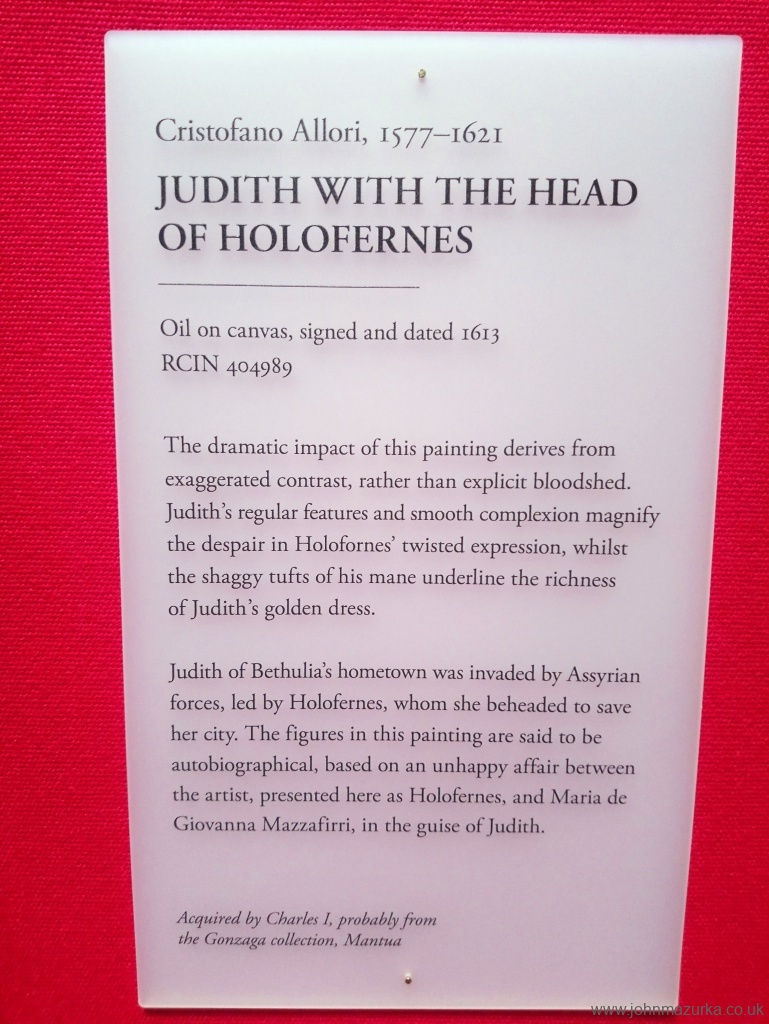 Cristofano Allori, 1577–1621
JUDITH WITH THE HEAD
OF HOLOFERNES
Oil on canvas, signed and dated 1613
RCIN 404989
The dramatic impact of this painting derives from
exaggerated contrast, rather than explicit bloodshed.
Judith's regular features and smooth complexion magnify
the despair in Holofornes' twisted expression, whilst
the shaggy tufts of his mane underline the richness
of Judith's golden dress.
Judith of Bethulia's hometown was invaded by Assyrian
forces, led by Holofernes, whom she beheaded to save
her city. The figures in this painting are said to be
autobiographical, based on an unhappy affair between
the artist, presented here as Holofernes, and Maria de
Giovanna Mazzafirri, in the guise of Judith.
Acquired by Charles I, probably from
the Gonzaga collection, Mantua
www.johnmazurka.co.uk